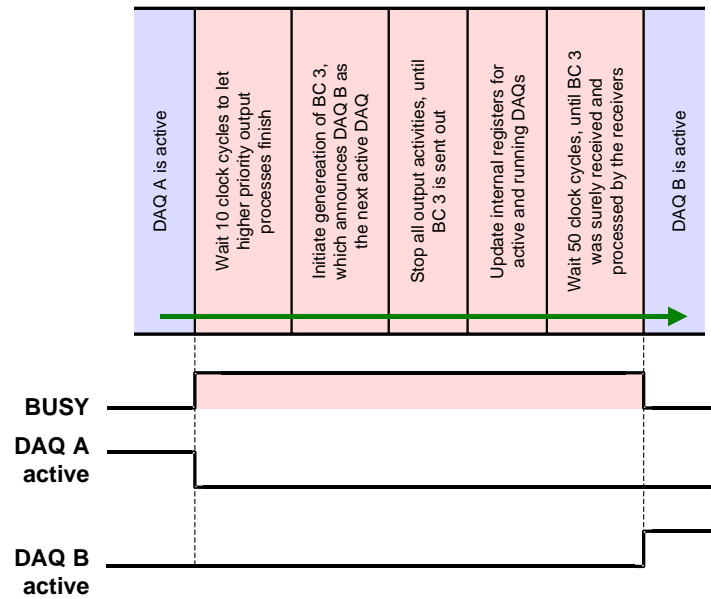 DAQ A is active
Wait 10 clock cycles to let
higher priority output
processes finish
Initiate genereation of BC 3,
which announces DAQ B as
the next active DAQ
Stop all output activities, until
BC 3 is sent out
Update internal registers for
active and running DAQs
Wait 50 clock cycles, until BC 3
was surely received and
processed by the receivers
DAQ B is active
BUSY
DAQ A
active
DAQ B
active